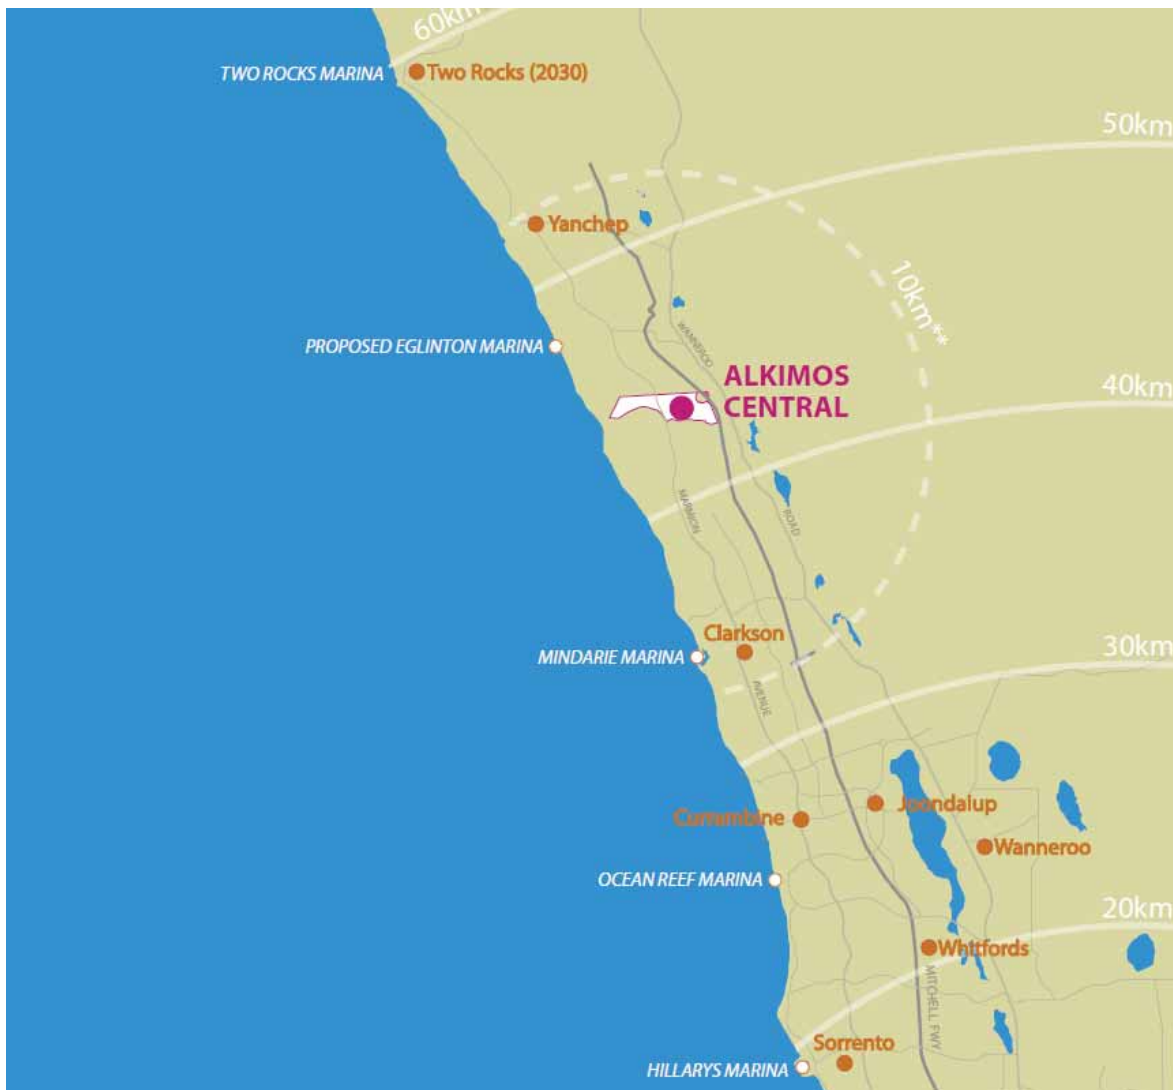 60km
TWO ROCKS MARINA
Two Rocks (2030)
50km
Yanchep
10km**
PROPOSED EGLINTON MARINA
WANNEROO
ALKIMOS
CENTRAL
40km
MARMION
ROAD
Clarkson
MINDARIE MARINA
30km
AVENUE
Joondalup
Currambine
Wanneroo
OCEAN REEF MARINA
20km
Whitfords
MITCHELL FWY
Sorrento
HILLARYS MARINA